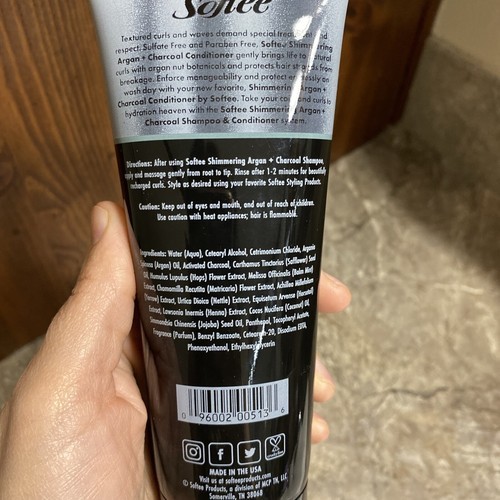 Softee
Textured curls and waves demand special treatment and
respect. Sulfate Free and Paraben Free, Softee Shimmering
Argan + Charcoal Conditioner gently brings life to natural
curls with argan nut botanicals and protects hair strands from
breakage. Enforce manageability and protect on
wash day with your new favorite, Shimmering Argan +
Charcoal Conditioner by Softee. Take your coils and curls to
hydration heaven with the Softee Shimmering Argan +
Charcoal Shampoo & Conditioner system.
Directions: After using Softee Shimmering Argan + Charcoal Shampoo,
apply and massage gently from root to tip. Rinse after 1-2 minutes for beautifully
recharged curls. Style as desired using your favorite Softee Styling Products.
Caution: Keep out of eyes and mouth, and out of reach of children.
Use caution with heat appliances; hair is flammable.
Ingredients: Water (Aqua), Cetearyl Alcohol, Cetrimonium Chloride, Argania
Spinosa (Argan) Oil, Activated Charcoal, Carthamus Tinctorius (Safflower) Seed
Oil, Humulus Lupulus (Hops) Flower Extract, Melissa Officinalis (Balm Mint)
Extract, Chamomilla Recutita (Matricaria) Flower Extract, Achillea Millefolium
(Yarrow) Extract, Urtica Dioica (Nettle) Extract, Equisetum Arvense (Horsetail)
Extract, Lawsonia Inermis (Henna) Extract, Cocos Nucifera (Coconut) Oil,
Simmondsia Chinensis (Jojoba) Seed Oil, Panthenol, Tocopheryl Acetate,
Fragrance (Parfum), Benzyl Benzoate, Ceteareth-20, Disodium EDTA,
Phenoxyethanol, Ethylhexylglycerin
0 96002 00513 6
MADE IN THE USA
Visit us at softeeproducts.com
© Softee Products, a division of MCP TN, LLC.
Somerville, TN 38068